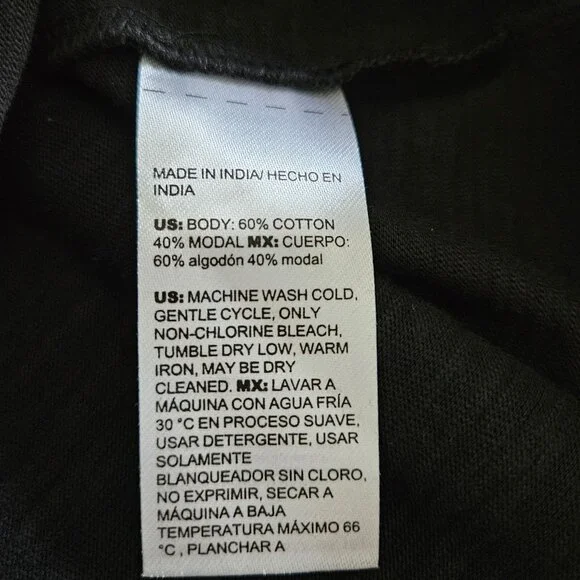 MADE IN INDIA/ HECHO EN
INDIA
US: BODY: 60% COTTON
40% MODAL MX: CUERPO:
60% algodón 40% modal
US: MACHINE WASH COLD,
GENTLE CYCLE, ONLY
NON-CHLORINE BLEACH,
TUMBLE DRY LOW, WARM
IRON, MAY BE DRY
CLEANED. MX: LAVAR A
MÁQUINA CON AGUA FRÍA
30 °C EN PROCESO SUAVE,
USAR DETERGENTE, USAR
SOLAMENTE
BLANQUEADOR SIN CLORO,
NO EXPRIMIR, SECAR A
MÁQUINA A BAJA
TEMPERATURA MÁXIMO 66
°C , PLANCHAR A